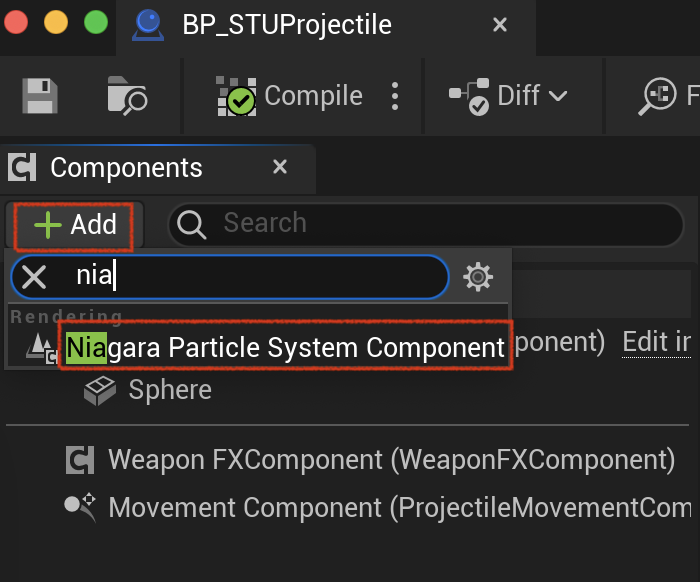 BP_STUProjectile
Compile
Diff
F
Components
Add
Search
nia
Rendering
Niagara Particle System Component
ponent) Edit in
Sphere
Weapon FXComponent (WeaponFXComponent)
Movement Component (ProjectileMovementCom